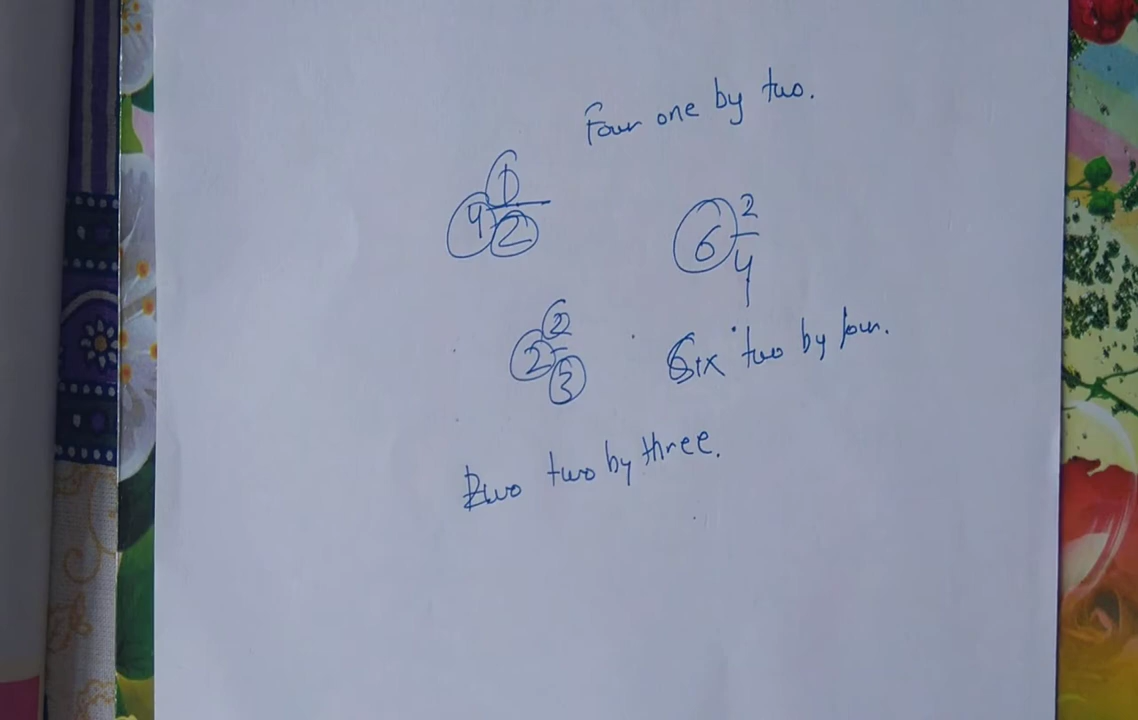 Four one by two.
4 1/2
6 2/4
2 2/3
Six two by four.
two two by three.